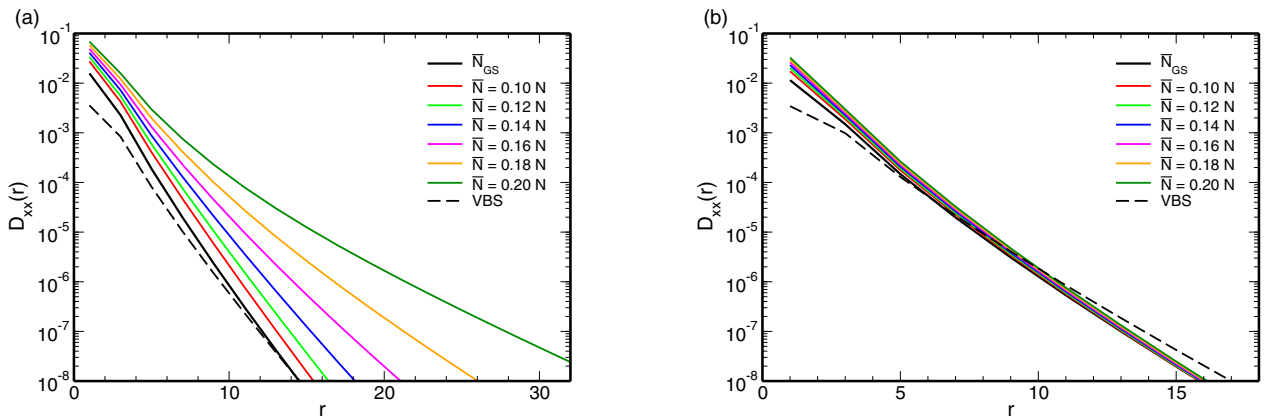 (a)
10^-1
10^-2
10^-3
10^-4
10^-5
10^-6
10^-7
10^-8
D_xx(r)
0 10 20 30
r
N̄_GS
N̄ = 0.10 N
N̄ = 0.12 N
N̄ = 0.14 N
N̄ = 0.16 N
N̄ = 0.18 N
N̄ = 0.20 N
VBS
(b)
10^-1
10^-2
10^-3
10^-4
10^-5
10^-6
10^-7
10^-8
D_xx(r)
0 5 10 15
r
N̄_GS
N̄ = 0.10 N
N̄ = 0.12 N
N̄ = 0.14 N
N̄ = 0.16 N
N̄ = 0.18 N
N̄ = 0.20 N
VBS